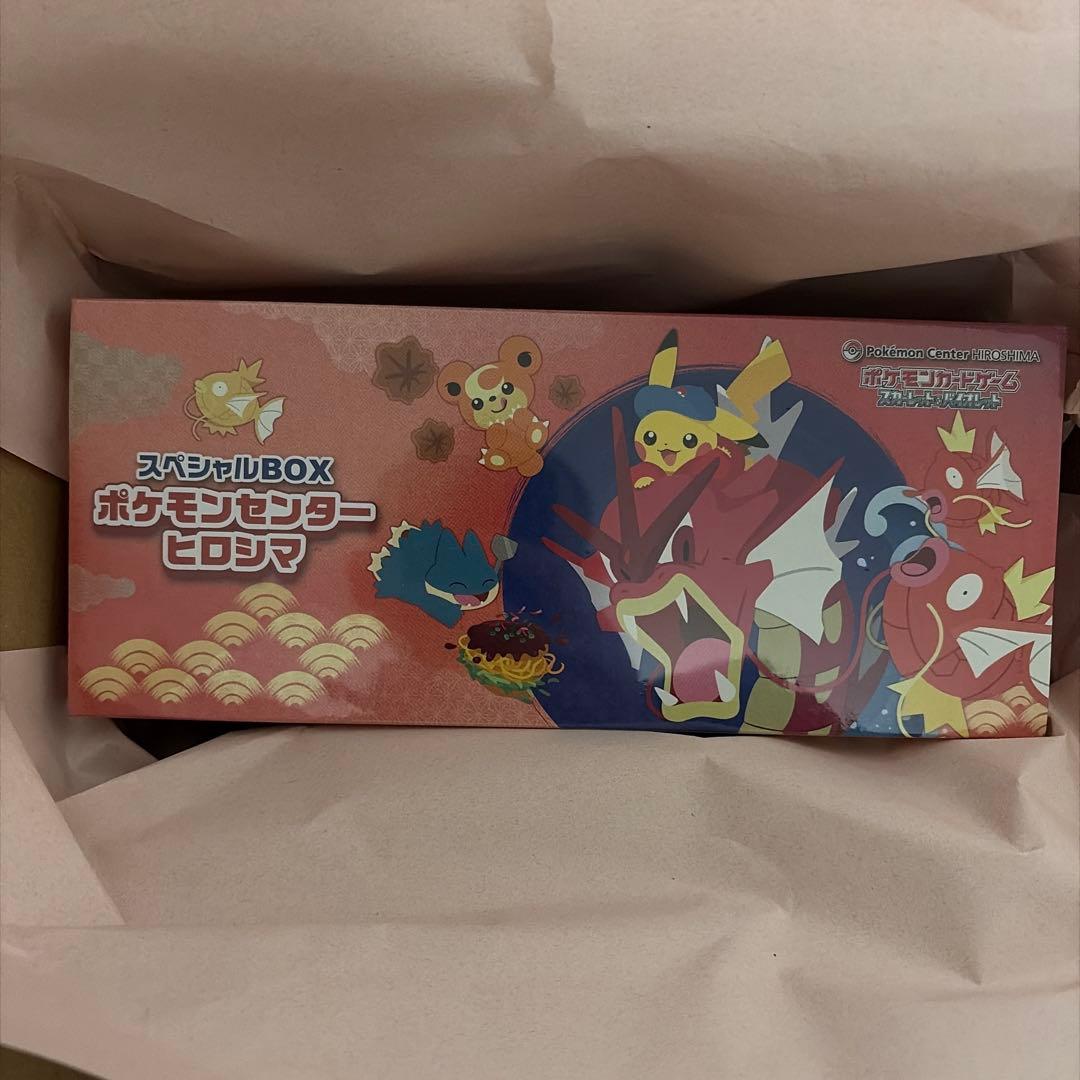 スペシャルBOX
ポケモンセンター
ヒロシマ
Pokémon Center HIROSHIMA
ポケモンカードゲーム
スカーレット&バイオレット